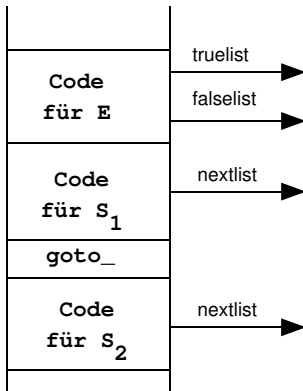 truelist
Code
für E
falselist
Code
für S1
nextlist
goto_
Code
für S2
nextlist